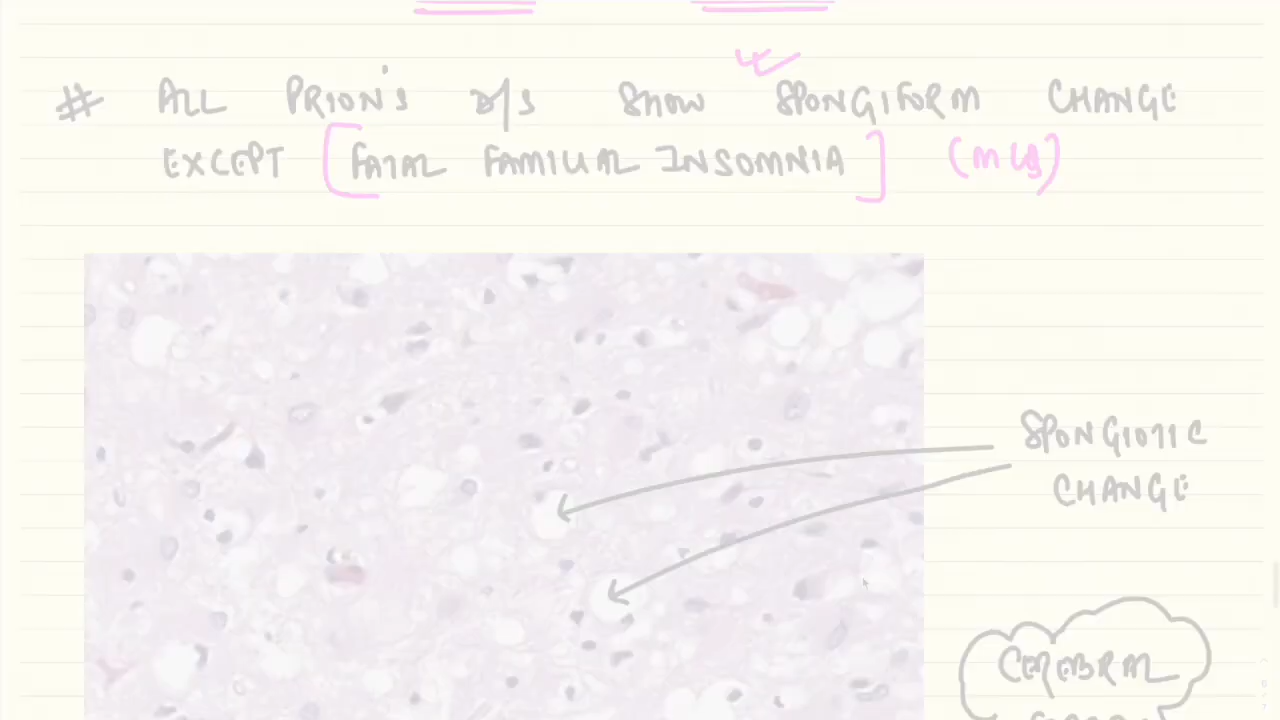 # ALL PRION'S D/S SHOW SPONGIFORM CHANGE
EXCEPT [FATAL FAMILIAL INSOMNIA] (MCQ)
SPONGIOTIC
CHANGE
CEREBRAL